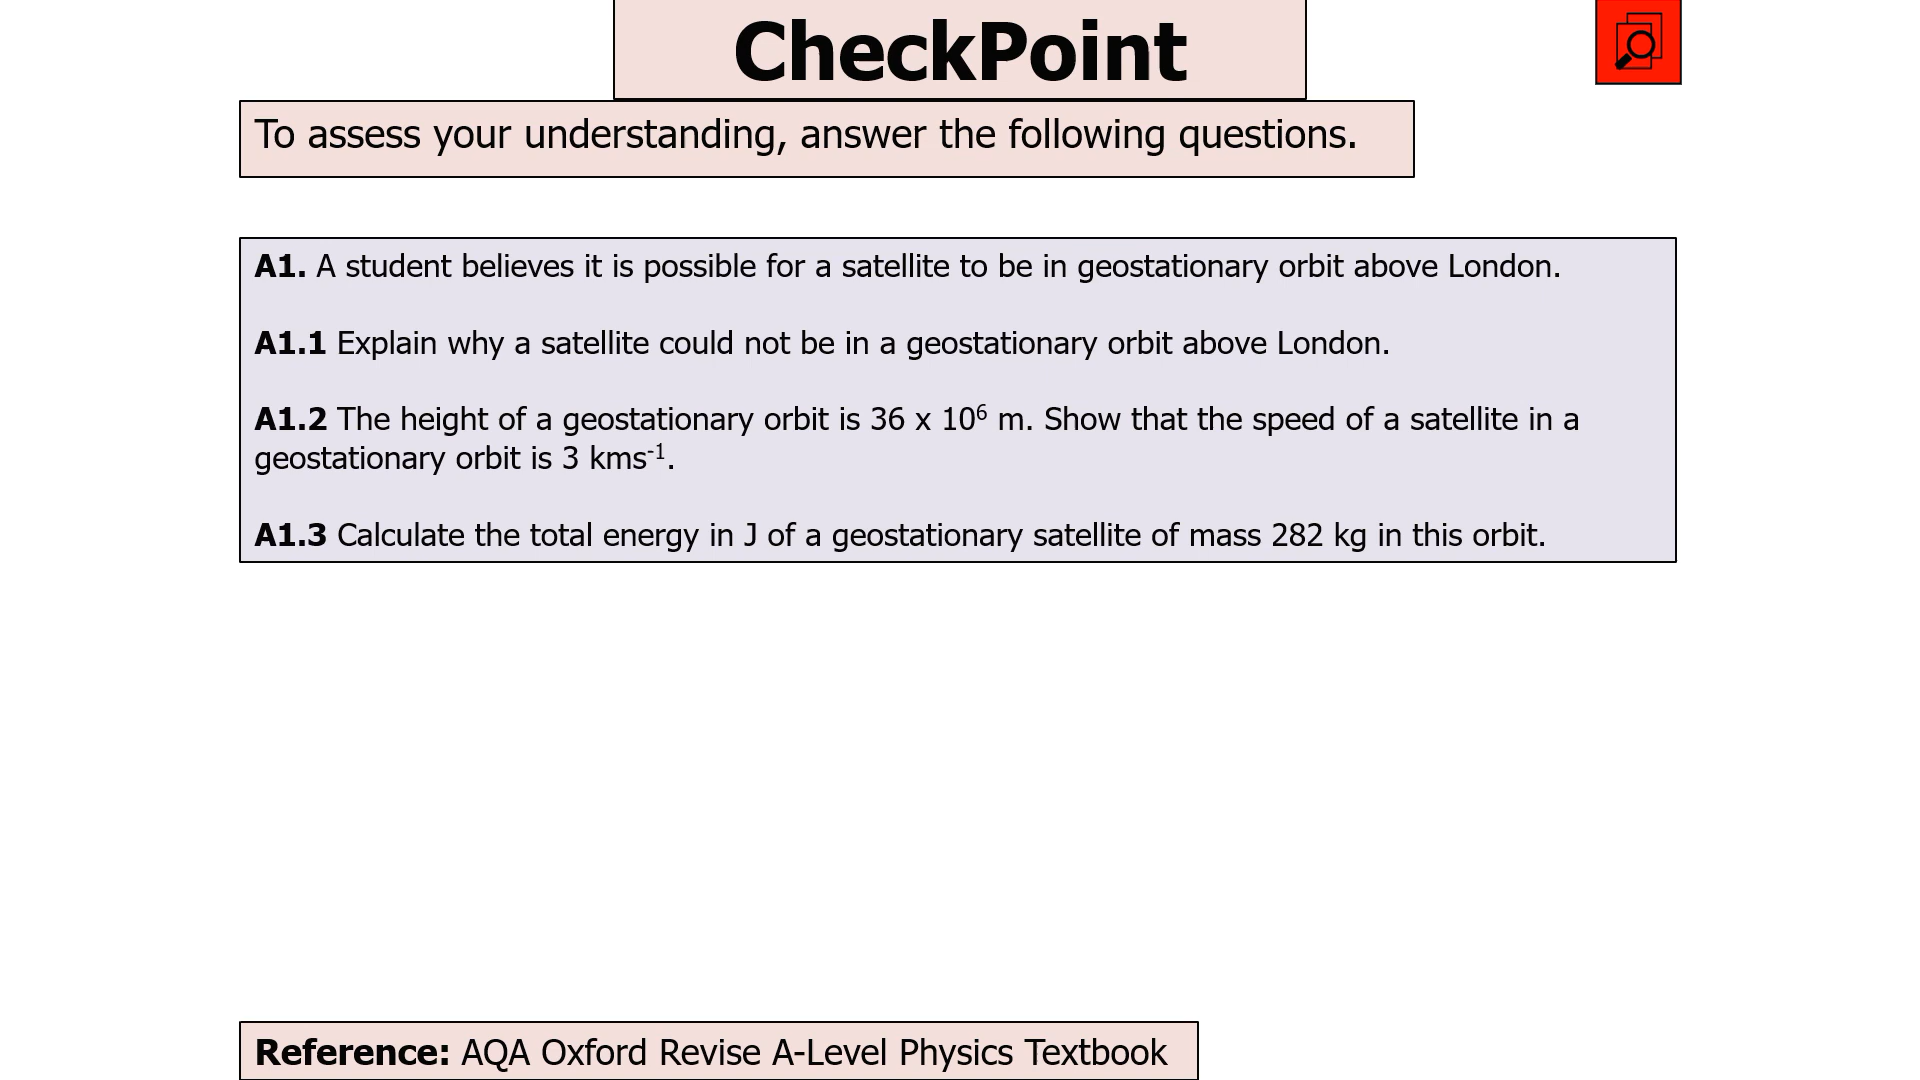 CheckPoint
To assess your understanding, answer the following questions.
A1. A student believes it is possible for a satellite to be in geostationary orbit above London.
A1.1 Explain why a satellite could not be in a geostationary orbit above London.
A1.2 The height of a geostationary orbit is 36 x 10⁶ m. Show that the speed of a satellite in a
geostationary orbit is 3 kms⁻¹.
A1.3 Calculate the total energy in J of a geostationary satellite of mass 282 kg in this orbit.
Reference: AQA Oxford Revise A-Level Physics Textbook